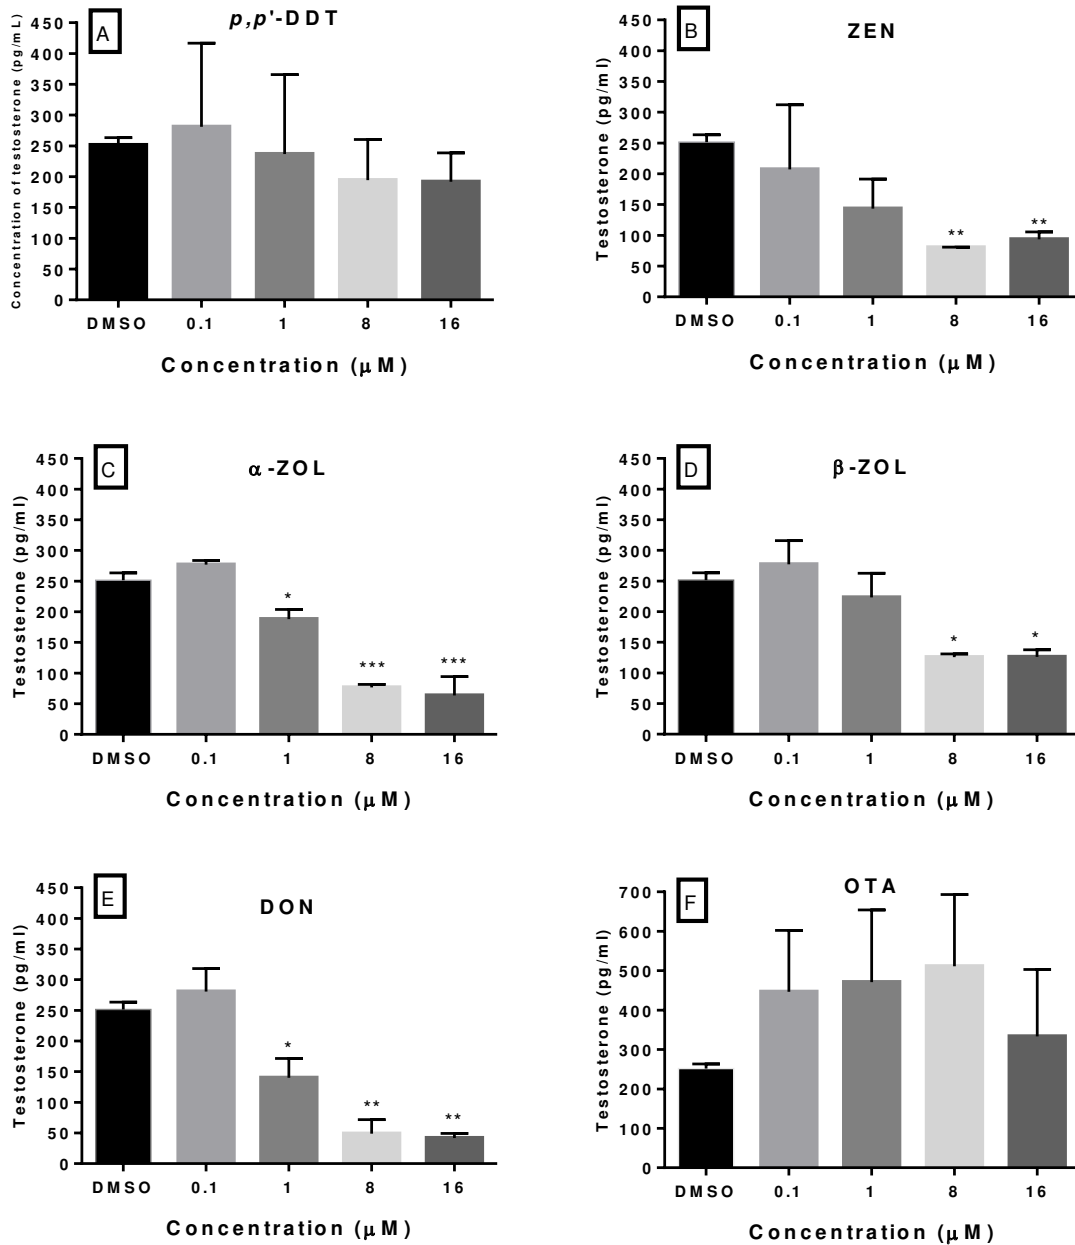 A
p,p'-DDT
Concentration of testosterone (pg/mL)
450
400
350
300
250
200
150
100
50
0
DMSO 0.1 1 8 16
Concentration (μM)
B
ZEN
Testosterone (pg/ml)
450
400
350
300
250
200
150
100
50
0
** **
DMSO 0.1 1 8 16
Concentration (μM)
C
α-ZOL
Testosterone (pg/ml)
450
400
350
300
250
200
150
100
50
0
* *** ***
DMSO 0.1 1 8 16
Concentration (μM)
D
β-ZOL
Testosterone (pg/ml)
450
400
350
300
250
200
150
100
50
0
* *
DMSO 0.1 1 8 16
Concentration (μM)
E
DON
Testosterone (pg/ml)
450
400
350
300
250
200
150
100
50
0
* ** **
DMSO 0.1 1 8 16
Concentration (μM)
F
OTA
Testosterone (pg/ml)
700
600
500
400
300
200
100
0
DMSO 0.1 1 8 16
Concentration (μM)